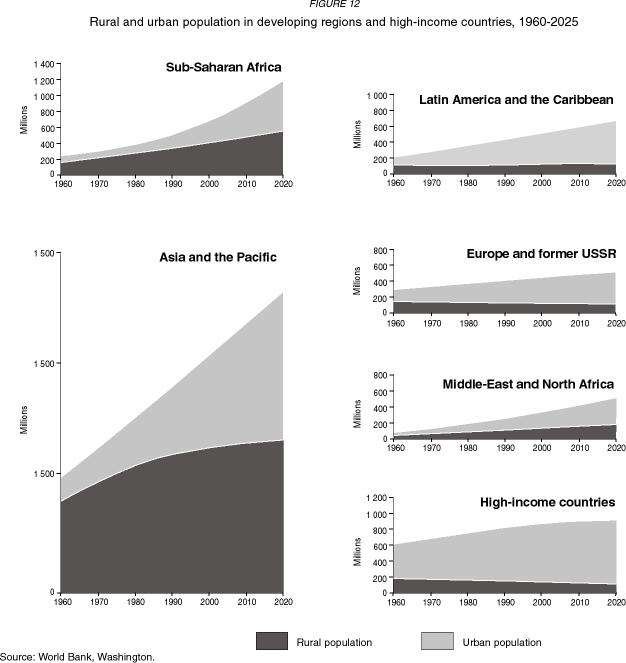 FIGURE 12
Rural and urban population in developing regions and high-income countries, 1960-2025
Sub-Saharan Africa
Millions
1 400
1 200
1 000
800
600
400
200
0
1960 1970 1980 1990 2000 2010 2020
Latin America and the Caribbean
Millions
1 000
800
600
400
200
0
1960 1970 1980 1990 2000 2010 2020
Asia and the Pacific
Millions
1 500
1 500
1 500
0
1960 1970 1980 1990 2000 2010 2020
Europe and former USSR
Millions
800
600
400
200
0
1960 1970 1980 1990 2000 2010 2020
Middle-East and North Africa
Millions
800
600
400
200
0
1960 1970 1980 1990 2000 2010 2020
High-income countries
Millions
1 200
1 000
800
600
400
200
0
1960 1970 1980 1990 2000 2010 2020
Rural population
Urban population
Source: World Bank, Washington.